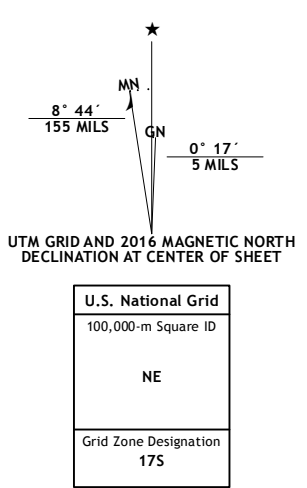 ★
MN
8° 44´
155 MILS
GN
0° 17´
5 MILS
UTM GRID AND 2016 MAGNETIC NORTH
DECLINATION AT CENTER OF SHEET
U.S. National Grid
100,000-m Square ID
NE
Grid Zone Designation
17S